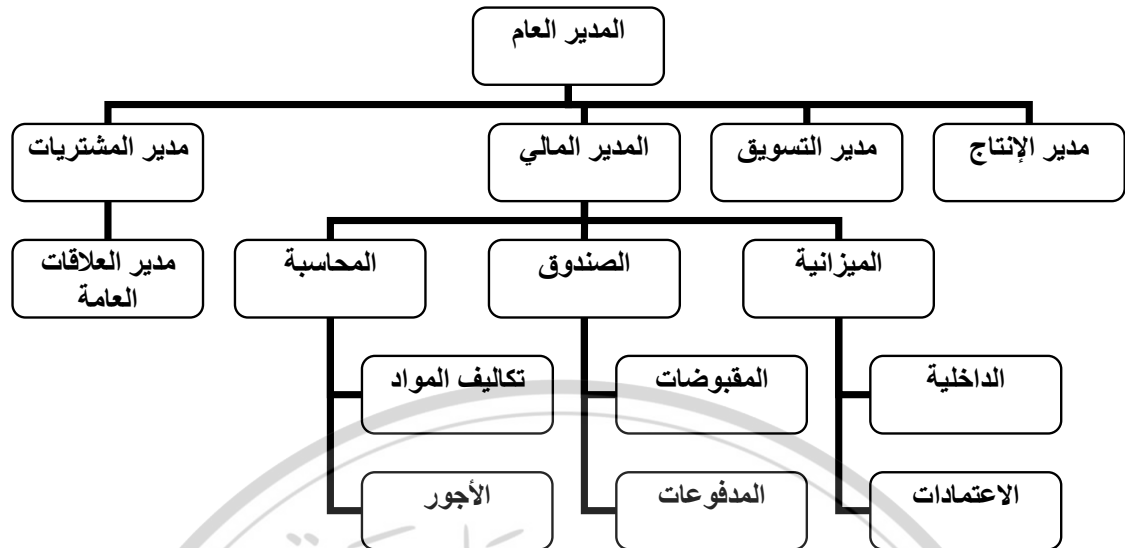 المدير العام
مدير الإنتاج
مدير التسويق
المدير المالي
مدير المشتريات
الميزانية
الصندوق
المحاسبة
مدير العلاقات
العامة
الداخلية
المقبوضات
تكاليف المواد
الاعتمادات
المدفوعات
الأجور